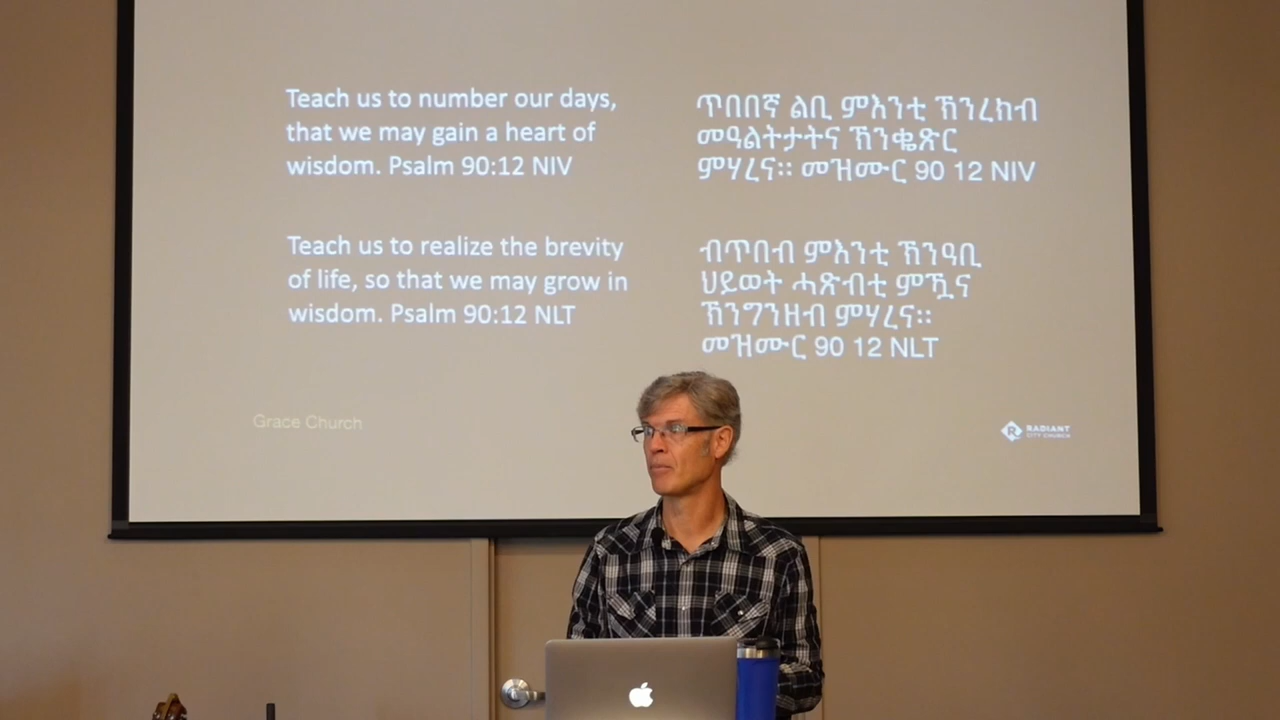 Teach us to number our days,
that we may gain a heart of
wisdom. Psalm 90:12 NIV
Teach us to realize the brevity
of life, so that we may grow in
wisdom. Psalm 90:12 NLT
ጥበበኛ ልቢ ምእንቲ ኽንረክብ
መዓልትታትና ኽንቈጽር
ምሃረና። መዝሙር 90 12 NIV
ብጥበብ ምእንቲ ኽንዓቢ
ህይወት ሓጽብቲ ምዃና
ኽንግንዘብ ምሃረና።
መዝሙር 90 12 NLT
Grace Church
RADIANT
CITY CHURCH